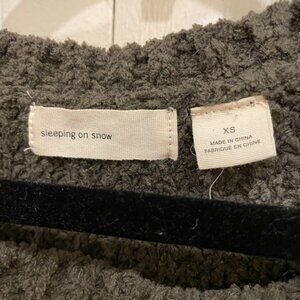 sleeping on snow
XS
MADE IN CHINA
FABRIQUÉ EN CHINE